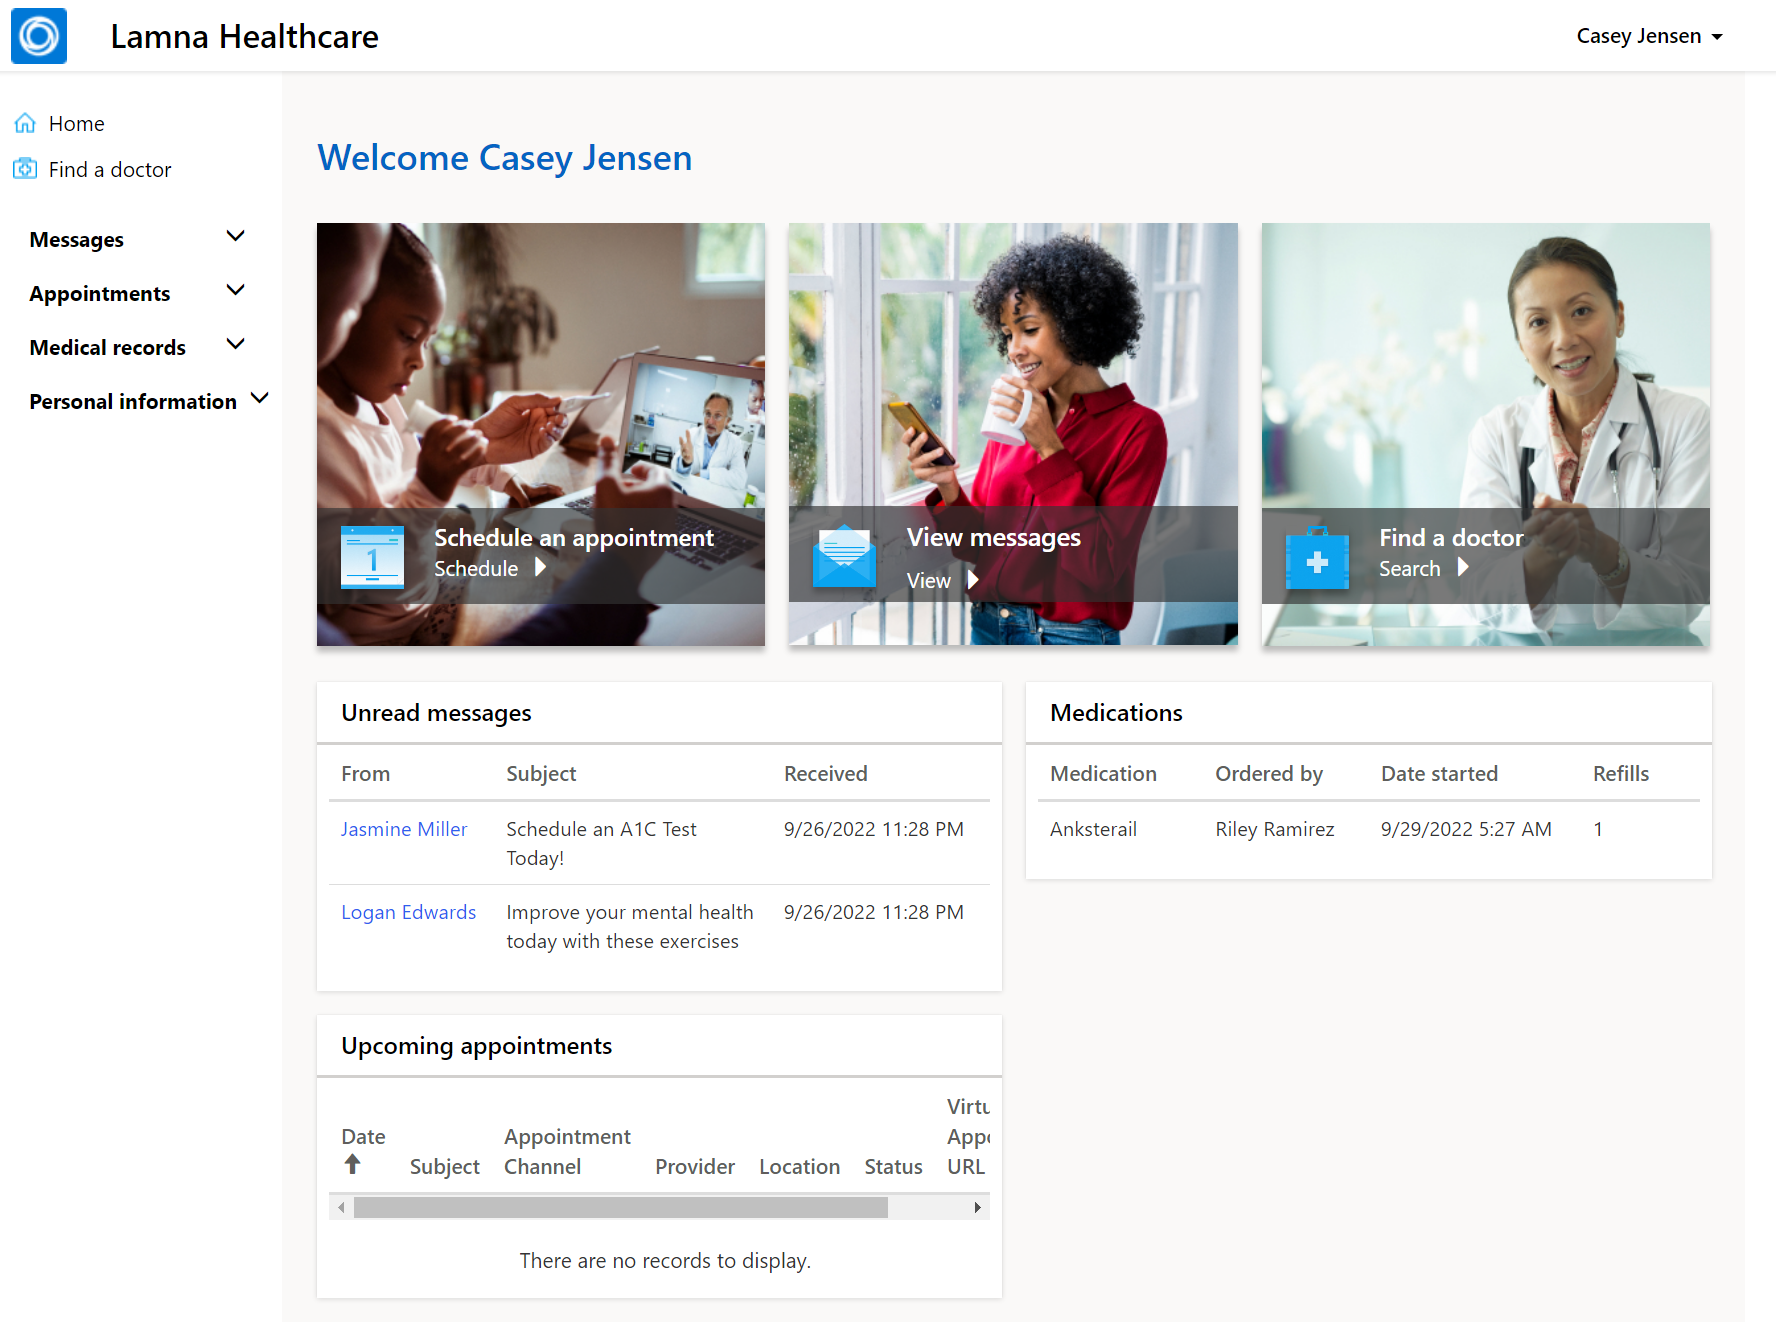 Lamna Healthcare
Casey Jensen
Home
Find a doctor
Messages
Appointments
Medical records
Personal information
Welcome Casey Jensen
1
Schedule an appointment
Schedule
View messages
View
Find a doctor
Search
Unread messages
From Subject Received
Jasmine Miller Schedule an A1C Test 9/26/2022 11:28 PM
Today!
Logan Edwards Improve your mental health 9/26/2022 11:28 PM
today with these exercises
Medications
Medication Ordered by Date started Refills
Anksterail Riley Ramirez 9/29/2022 5:27 AM 1
Upcoming appointments
Date Subject Appointment
Channel Provider Location Status URL
There are no records to display.